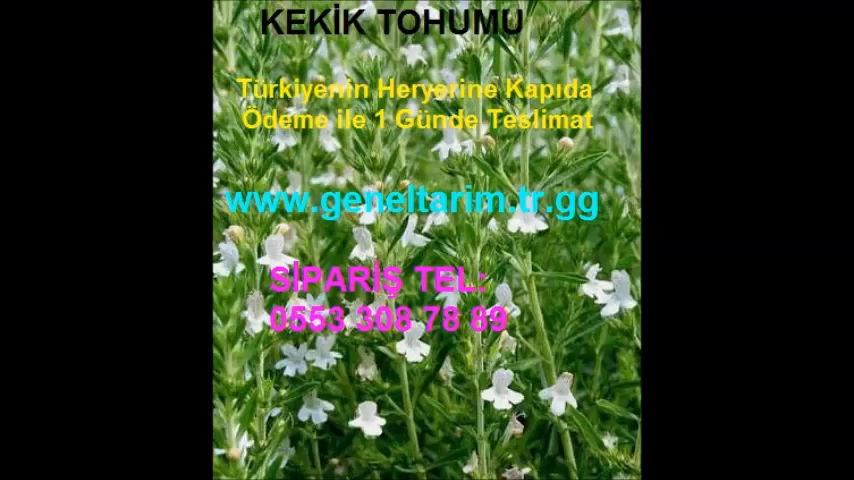 KEKİK TOHUMU
Türkiyenin Heryerine Kapıda
Ödeme ile 1 Günde Teslimat
www.geneltarim.tr.gg
SİPARİŞ TEL:
0553 308 78 89